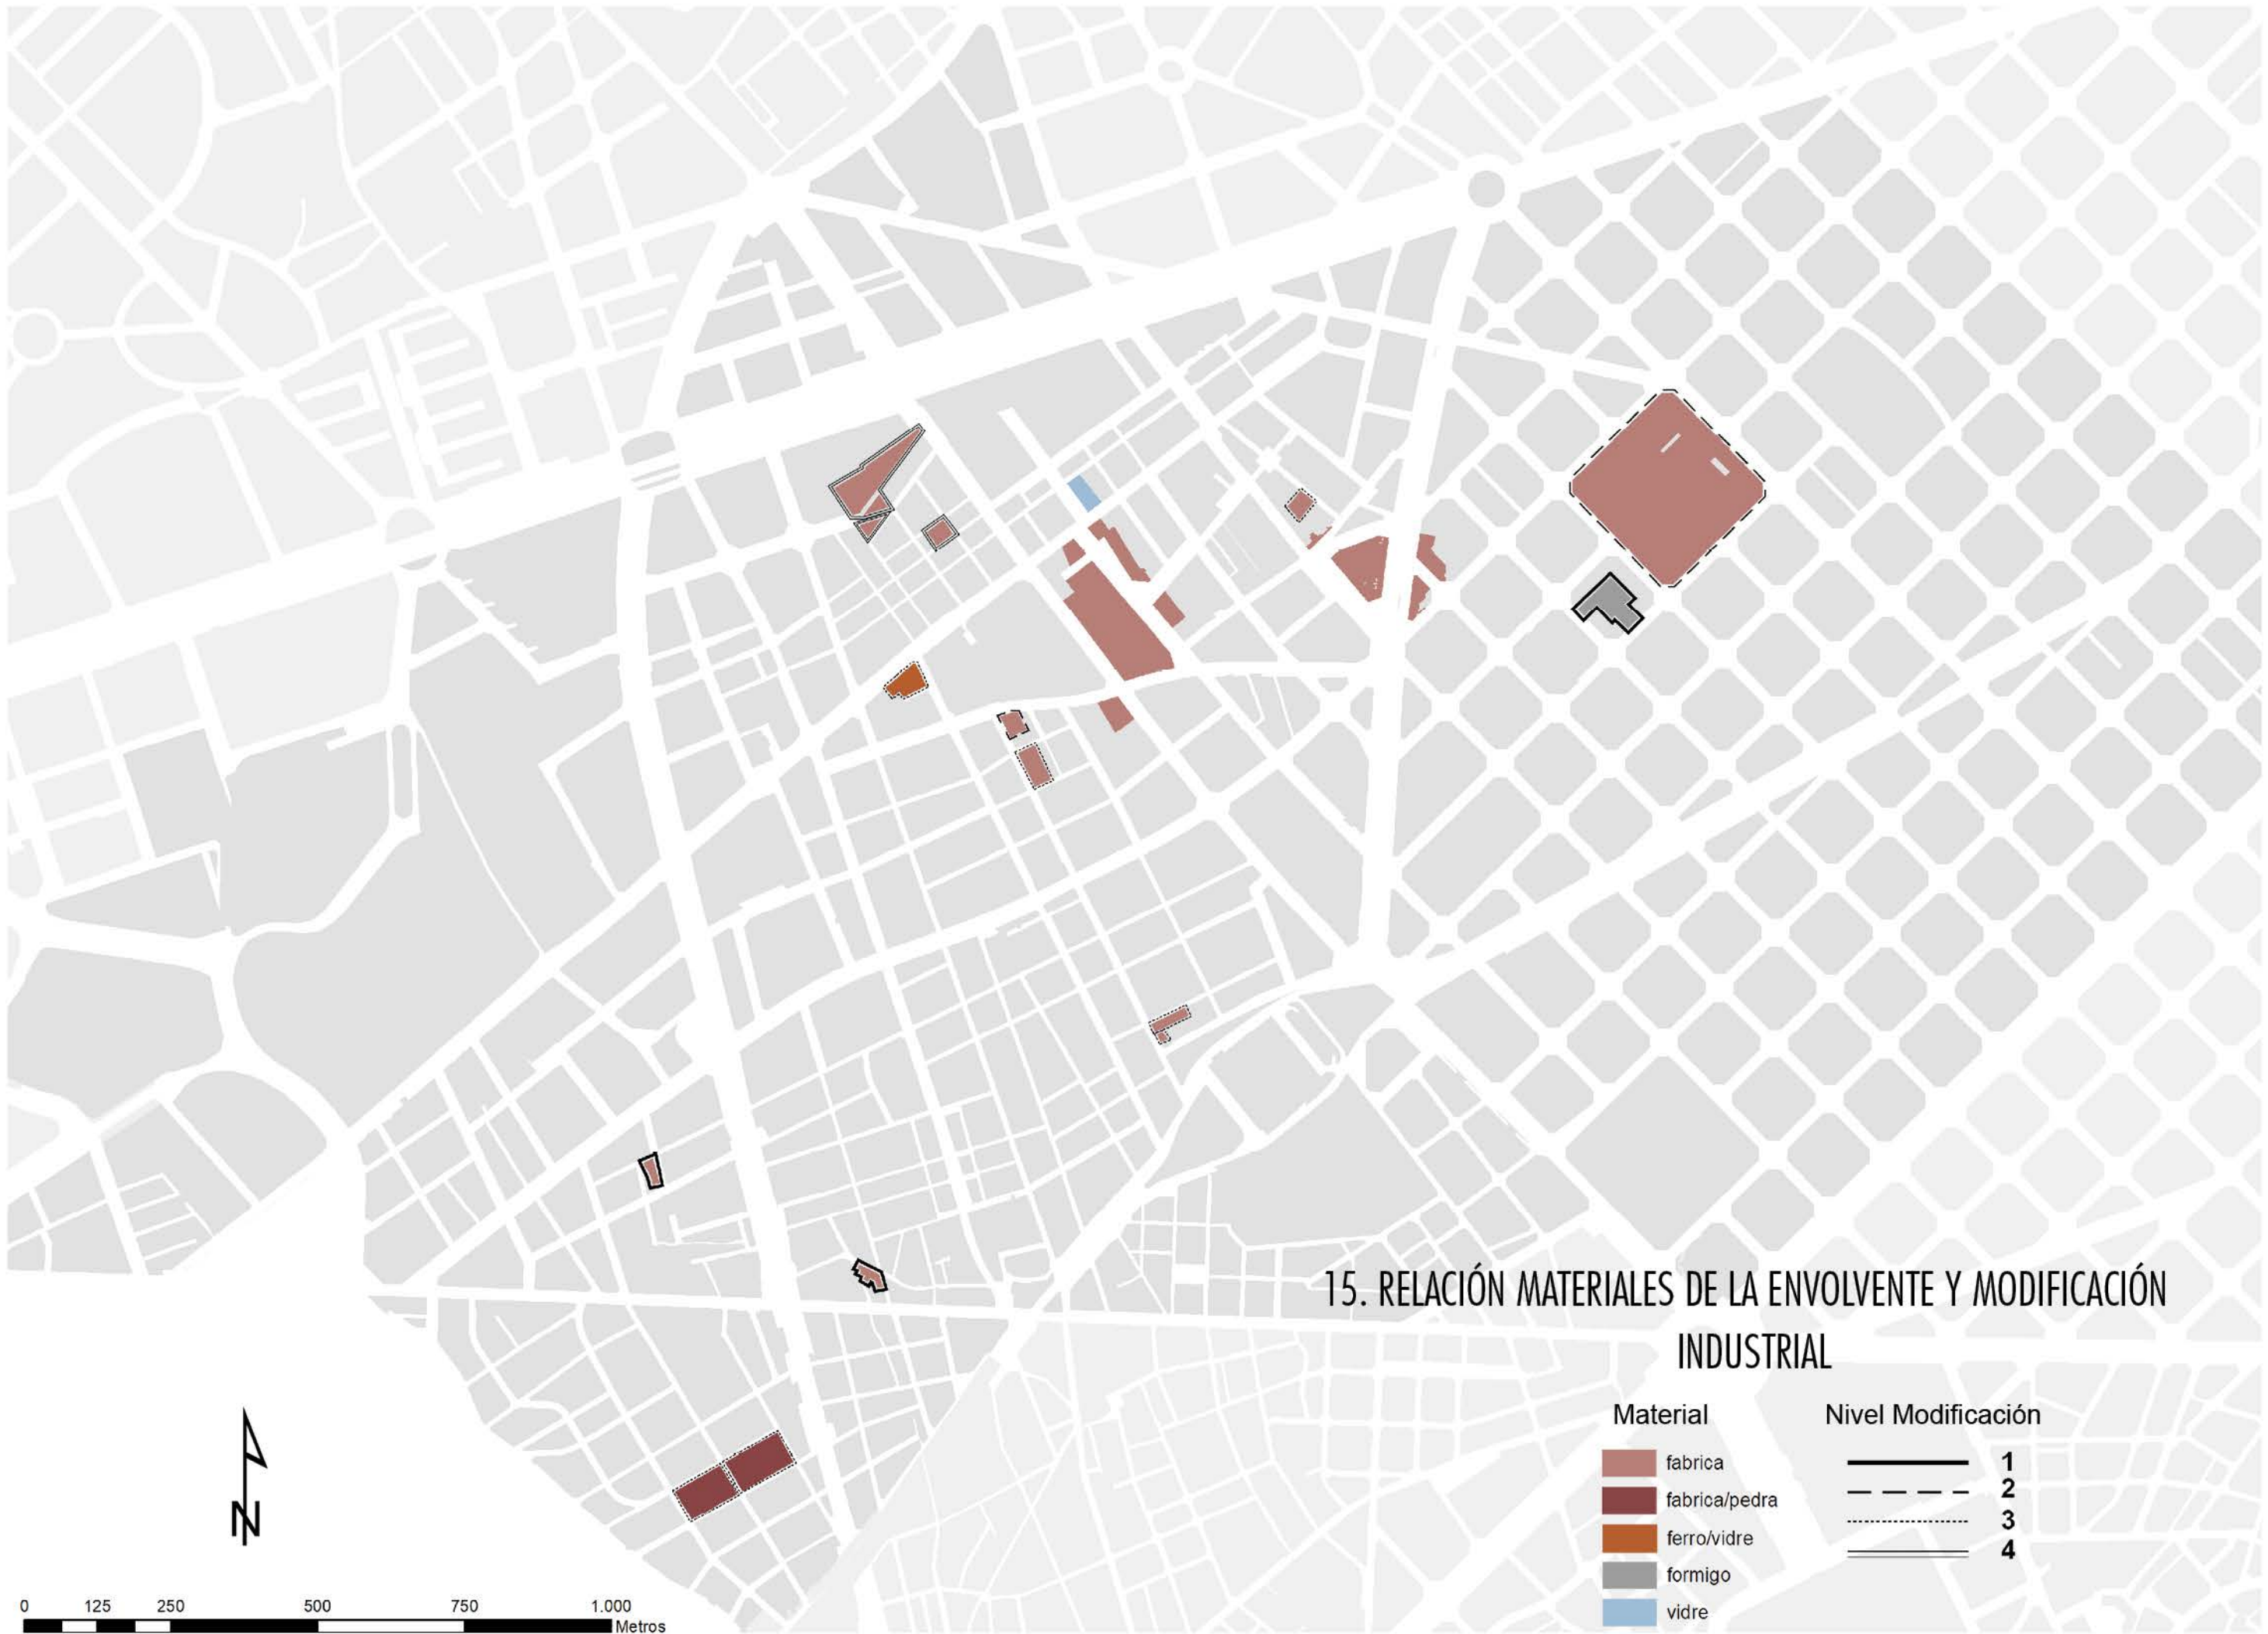 15. RELACIÓN MATERIALES DE LA ENVOLVENTE Y MODIFICACIÓN
INDUSTRIAL
Material
fabrica
fabrica/pedra
ferro/vidre
formigo
vidre
Nivel Modificación
1
2
3
4
N
0 125 250 500 750 1.000
Metros